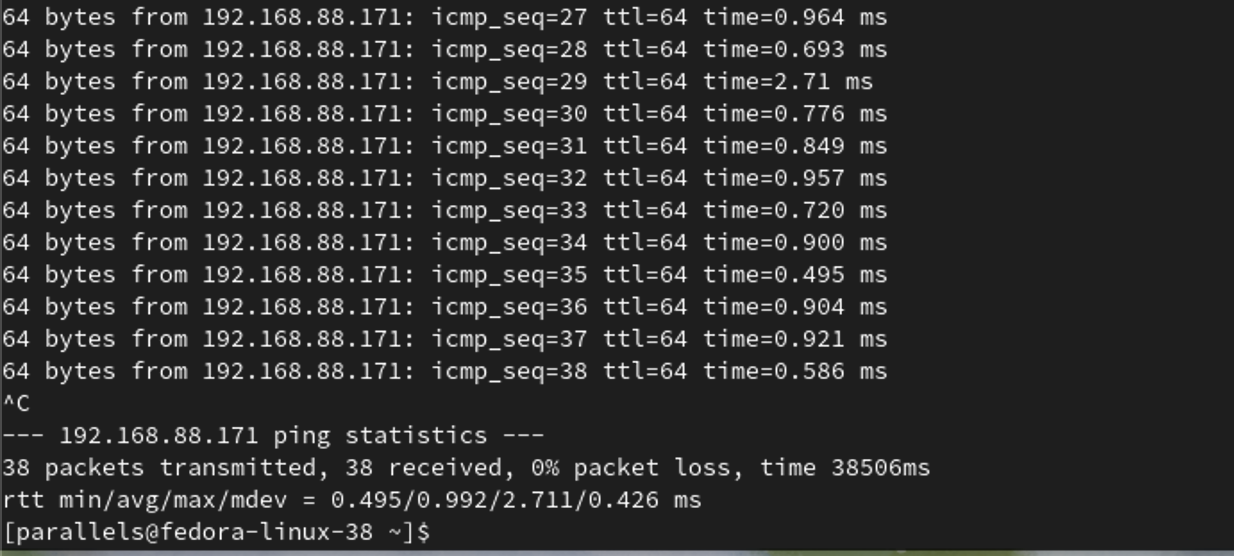 64 bytes from 192.168.88.171: icmp_seq=27 ttl=64 time=0.964 ms
64 bytes from 192.168.88.171: icmp_seq=28 ttl=64 time=0.693 ms
64 bytes from 192.168.88.171: icmp_seq=29 ttl=64 time=2.71 ms
64 bytes from 192.168.88.171: icmp_seq=30 ttl=64 time=0.776 ms
64 bytes from 192.168.88.171: icmp_seq=31 ttl=64 time=0.849 ms
64 bytes from 192.168.88.171: icmp_seq=32 ttl=64 time=0.957 ms
64 bytes from 192.168.88.171: icmp_seq=33 ttl=64 time=0.720 ms
64 bytes from 192.168.88.171: icmp_seq=34 ttl=64 time=0.900 ms
64 bytes from 192.168.88.171: icmp_seq=35 ttl=64 time=0.495 ms
64 bytes from 192.168.88.171: icmp_seq=36 ttl=64 time=0.904 ms
64 bytes from 192.168.88.171: icmp_seq=37 ttl=64 time=0.921 ms
64 bytes from 192.168.88.171: icmp_seq=38 ttl=64 time=0.586 ms
^C
--- 192.168.88.171 ping statistics ---
38 packets transmitted, 38 received, 0% packet loss, time 38506ms
rtt min/avg/max/mdev = 0.495/0.992/2.711/0.426 ms
[parallels@fedora-linux-38 ~]$